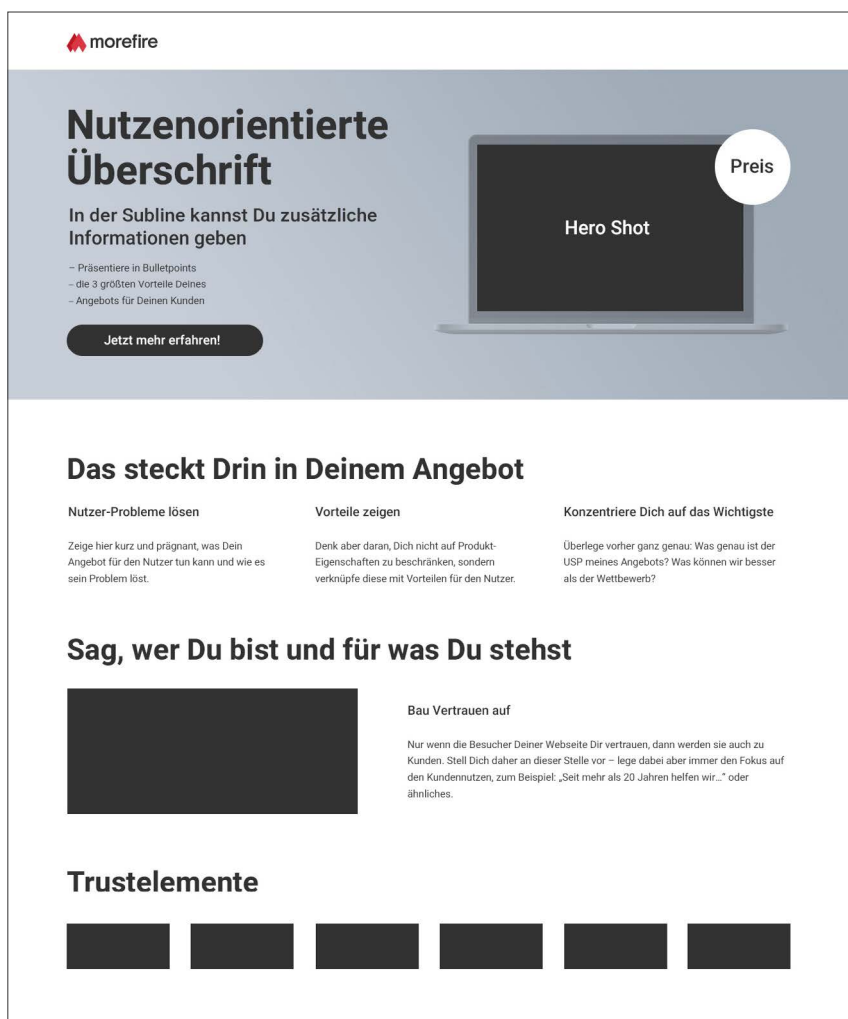 morefire
Nutzenorientierte
Überschrift
In der Subline kannst Du zusätzliche
Informationen geben
– Präsentiere in Bulletpoints
– die 3 größten Vorteile Deines
– Angebots für Deinen Kunden
Jetzt mehr erfahren!
Preis
Hero Shot
Das steckt Drin in Deinem Angebot
Nutzer-Probleme lösen
Zeige hier kurz und prägnant, was Dein
Angebot für den Nutzer tun kann und wie es
sein Problem löst.
Vorteile zeigen
Denk aber daran, Dich nicht auf Produkt-
Eigenschaften zu beschränken, sondern
verknüpfe diese mit Vorteilen für den Nutzer.
Konzentriere Dich auf das Wichtigste
Überlege vorher ganz genau: Was genau ist der
USP meines Angebots? Was können wir besser
als der Wettbewerb?
Sag, wer Du bist und für was Du stehst
Bau Vertrauen auf
Nur wenn die Besucher Deiner Webseite Dir vertrauen, dann werden sie auch zu
Kunden. Stell Dich daher an dieser Stelle vor – lege dabei aber immer den Fokus auf
den Kundennutzen, zum Beispiel: „Seit mehr als 20 Jahren helfen wir…“ oder
ähnliches.
Trustelemente